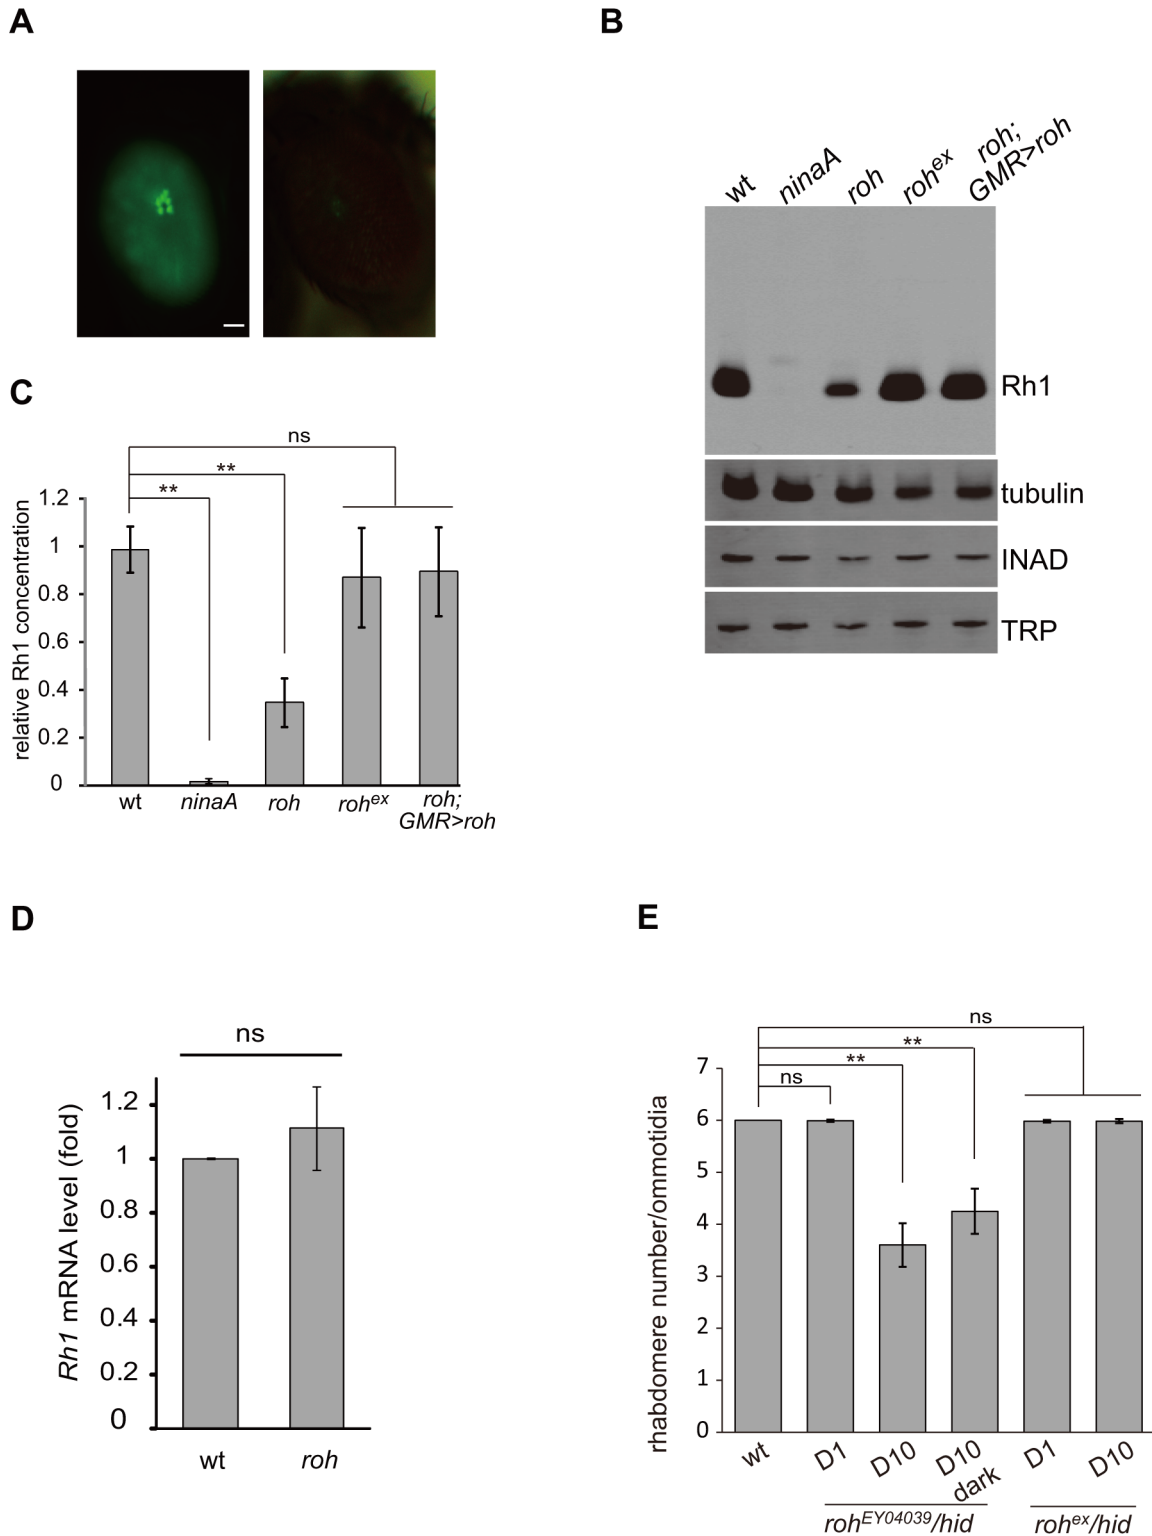 A
B
wt
ninaA
roh
roh^ex
roh;
GMR>roh
Rh1
tubulin
INAD
TRP
C
ns
**
**
relative Rh1 concentration
1.2
1
0.8
0.6
0.4
0.2
0
wt
ninaA
roh
roh^ex
roh;
GMR>roh
D
ns
Rh1 mRNA level (fold)
1.2
1
0.8
0.6
0.4
0.2
0
wt
roh
E
ns
**
**
ns
rhabdomere number/ommotidia
7
6
5
4
3
2
1
0
wt
D1
D10
D10
dark
D1
D10
roh^EY04039/hid
roh^ex/hid